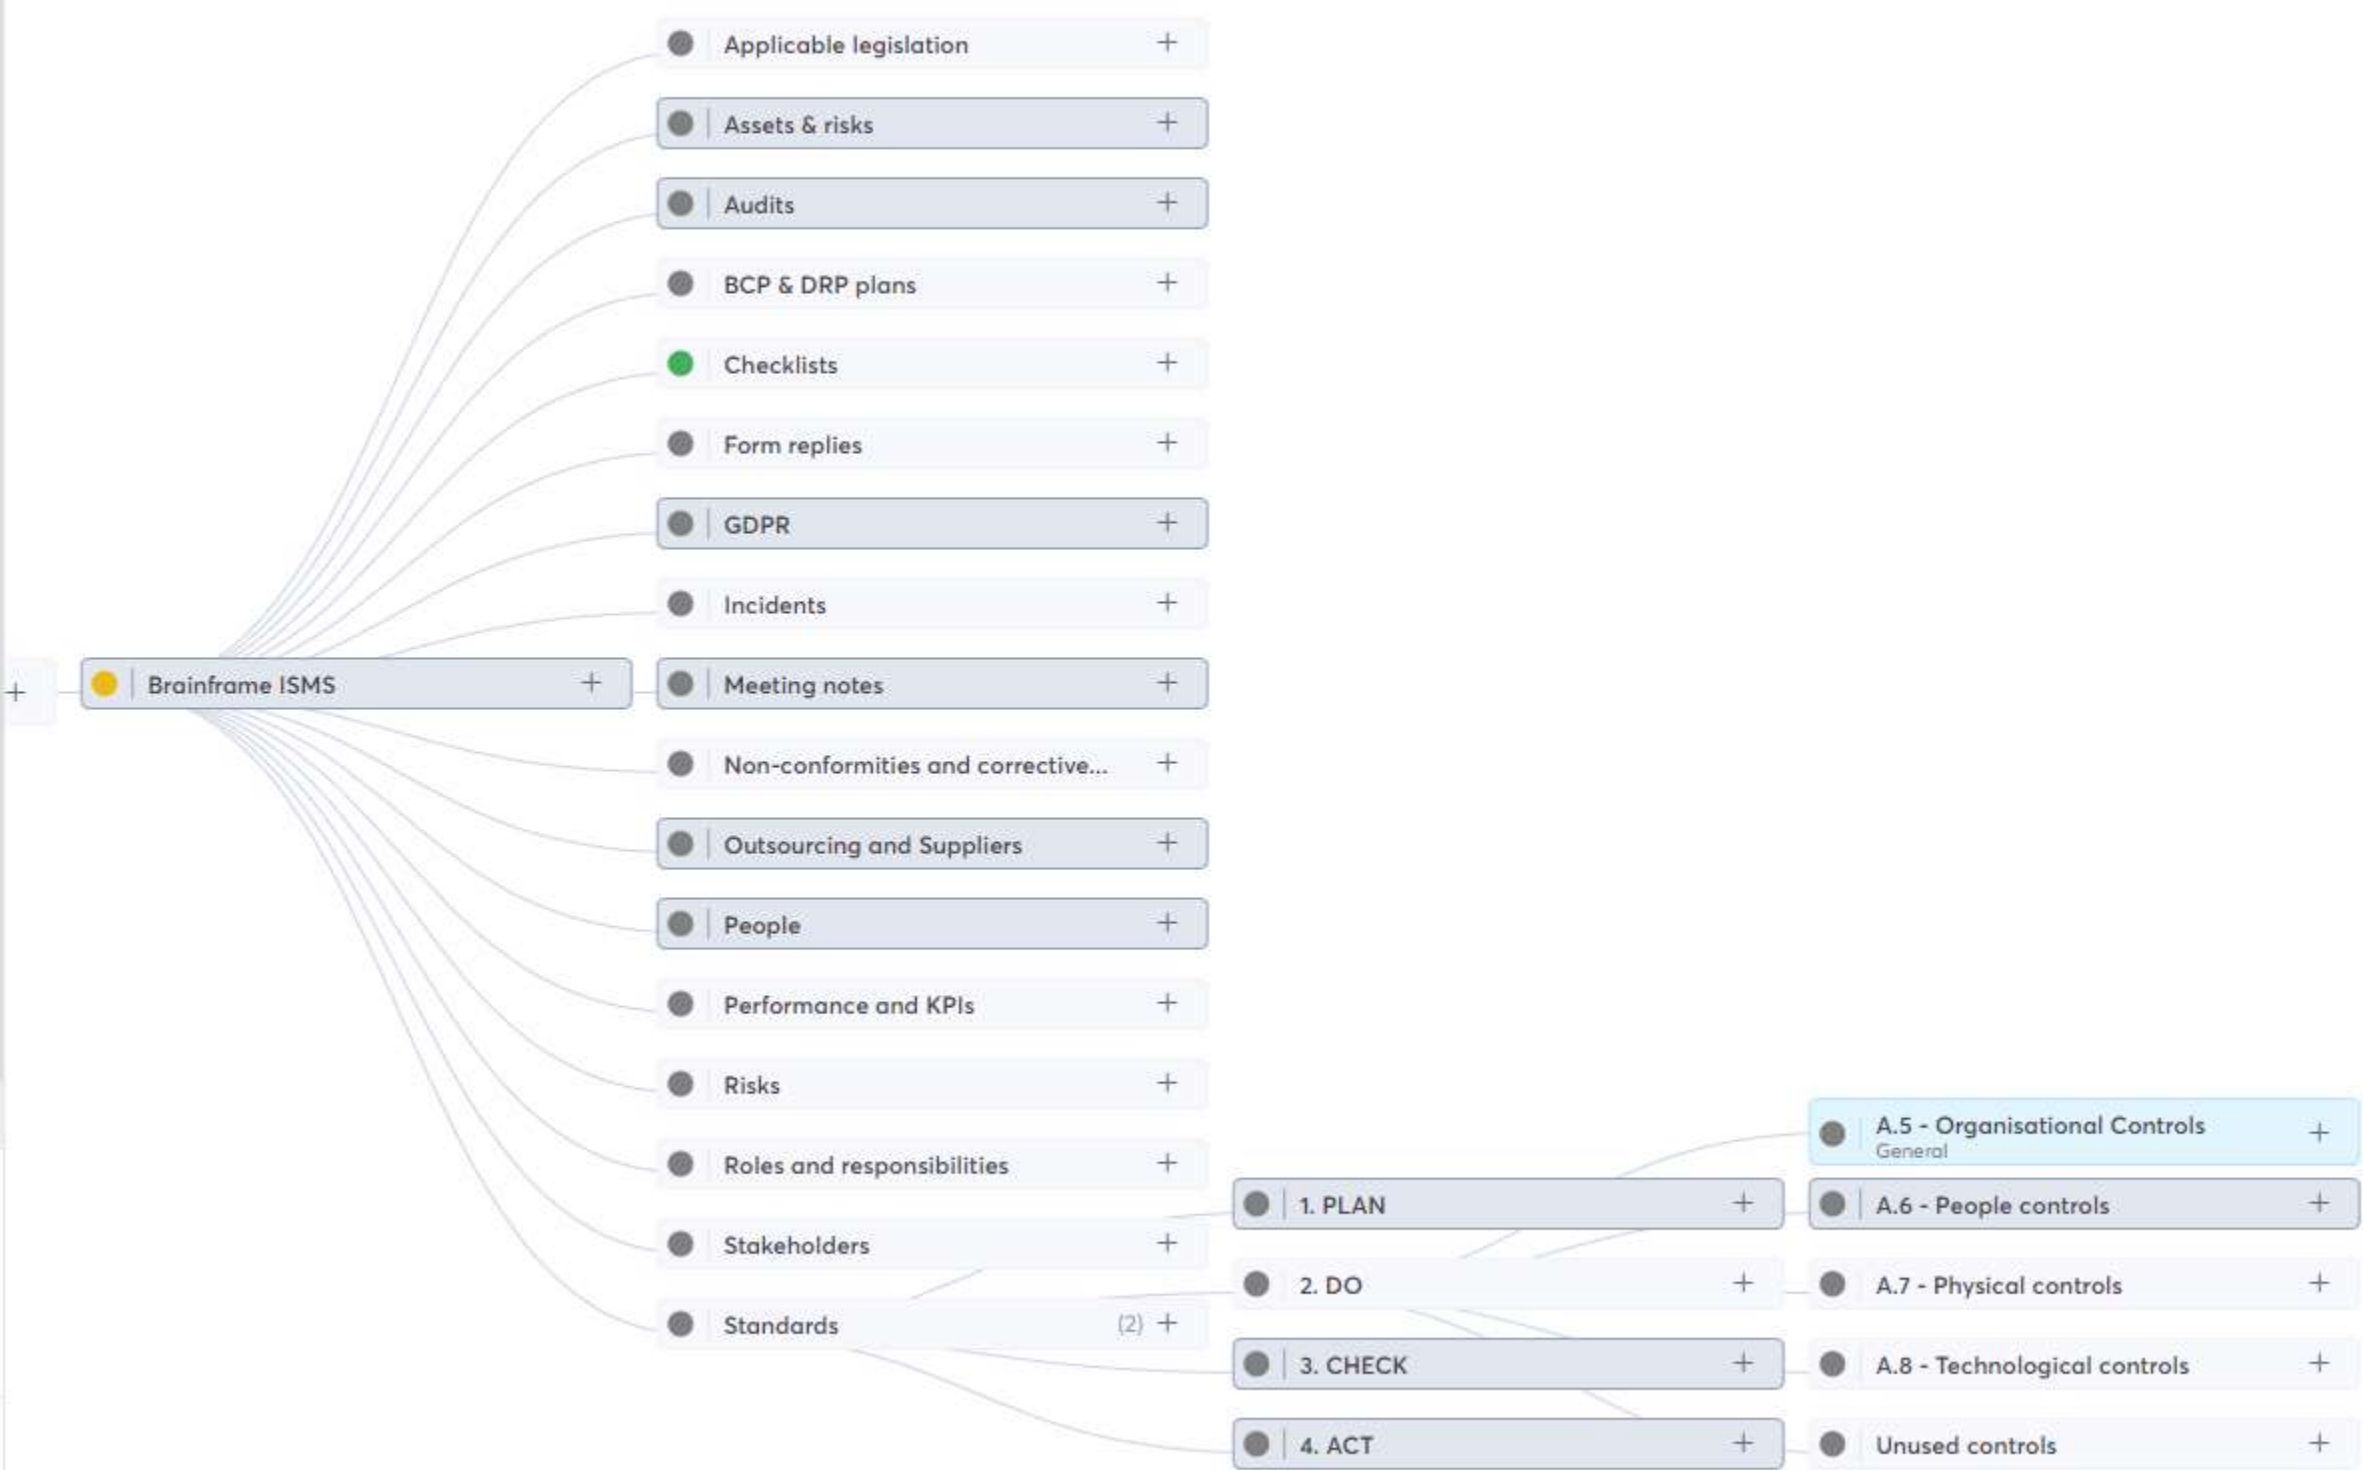 Applicable legislation +
Assets & risks +
Audits +
BCP & DRP plans +
Checklists +
Form replies +
GDPR +
Incidents +
+ Brainframe ISMS +
Meeting notes +
Non-conformities and corrective... +
Outsourcing and Suppliers +
People +
Performance and KPIs +
Risks +
Roles and responsibilities +
Stakeholders +
Standards (2) +
1. PLAN +
2. DO +
3. CHECK +
4. ACT +
A.5 - Organisational Controls +
General
A.6 - People controls +
A.7 - Physical controls +
A.8 - Technological controls +
Unused controls +